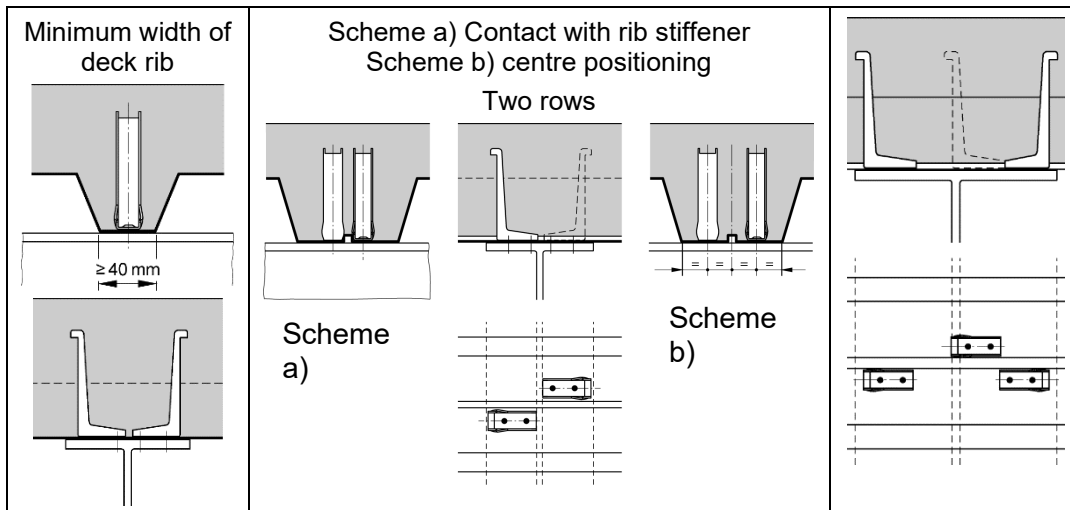 Minimum width of
deck rib
≥ 40 mm
Scheme a) Contact with rib stiffener
Scheme b) centre positioning
Two rows
= = = =
Scheme
a)
Scheme
b)